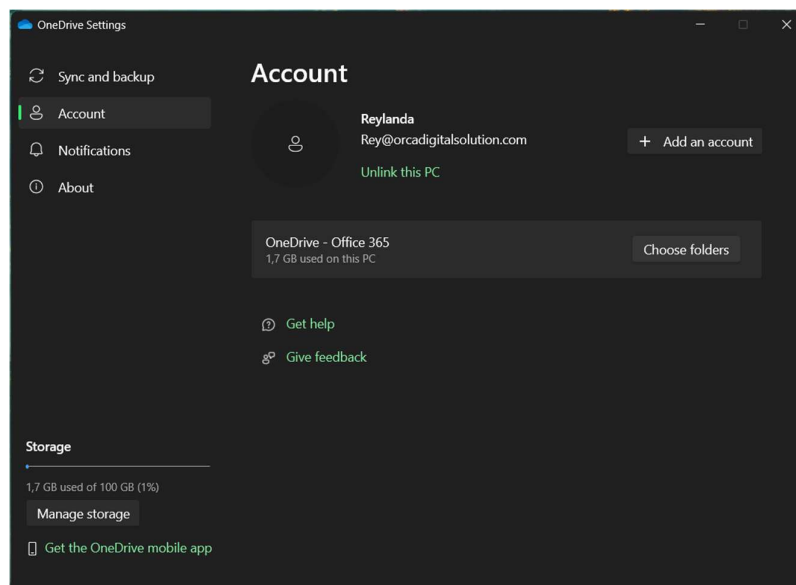 OneDrive Settings
Sync and backup
Account
Notifications
About
Account
Reylanda
Rey@orcadigitalsolution.com
+ Add an account
Unlink this PC
OneDrive - Office 365
1,7 GB used on this PC
Choose folders
Get help
Give feedback
Storage
1,7 GB used of 100 GB (1%)
Manage storage
Get the OneDrive mobile app